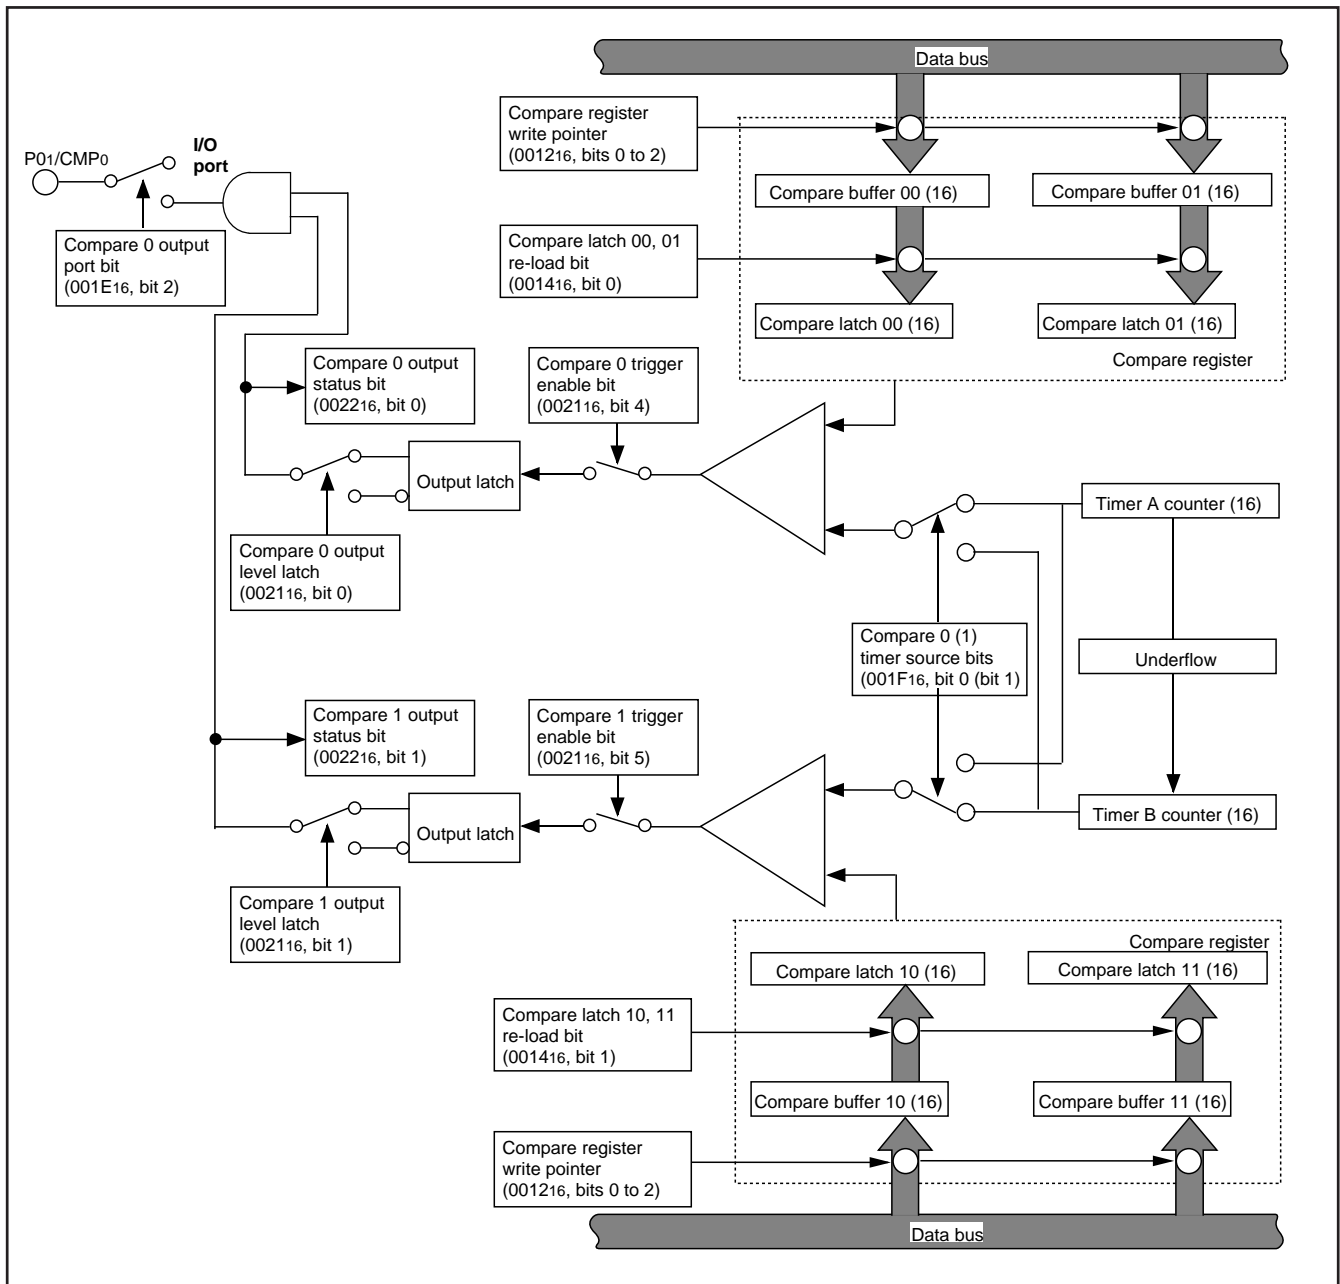 Data bus
Compare register
write pointer
(001216, bits 0 to 2)
I/O
port
P01/CMP0
Compare buffer 00 (16)
Compare buffer 01 (16)
Compare 0 output
port bit
(001E16, bit 2)
Compare latch 00, 01
re-load bit
(001416, bit 0)
Compare latch 00 (16)
Compare latch 01 (16)
Compare register
Compare 0 output
status bit
(002216, bit 0)
Compare 0 trigger
enable bit
(002116, bit 4)
Output latch
Timer A counter (16)
Compare 0 output
level latch
(002116, bit 0)
Compare 0 (1)
timer source bits
(001F16, bit 0 (bit 1)
Underflow
Compare 1 output
status bit
(002216, bit 1)
Compare 1 trigger
enable bit
(002116, bit 5)
Output latch
Timer B counter (16)
Compare 1 output
level latch
(002116, bit 1)
Compare register
Compare latch 10 (16)
Compare latch 11 (16)
Compare latch 10, 11
re-load bit
(001416, bit 1)
Compare buffer 10 (16)
Compare buffer 11 (16)
Compare register
write pointer
(001216, bits 0 to 2)
Data bus